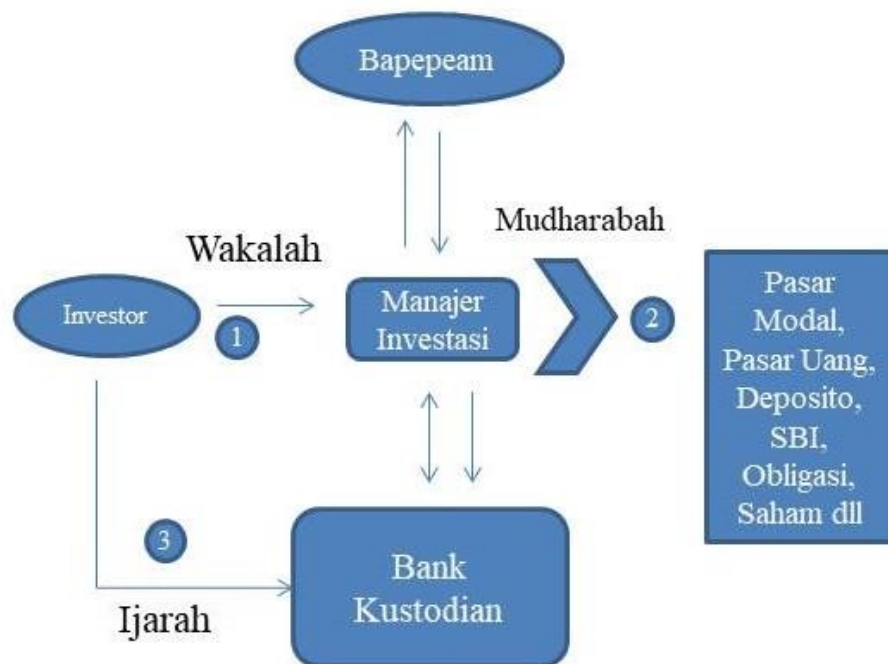 Bapepeam
Mudharabah
Wakalah
Investor
1
Manajer
Investasi
2
Pasar
Modal,
Pasar Uang,
Deposito,
SBI,
Obligasi,
Saham dll
3
Ijarah
Bank
Kustodian